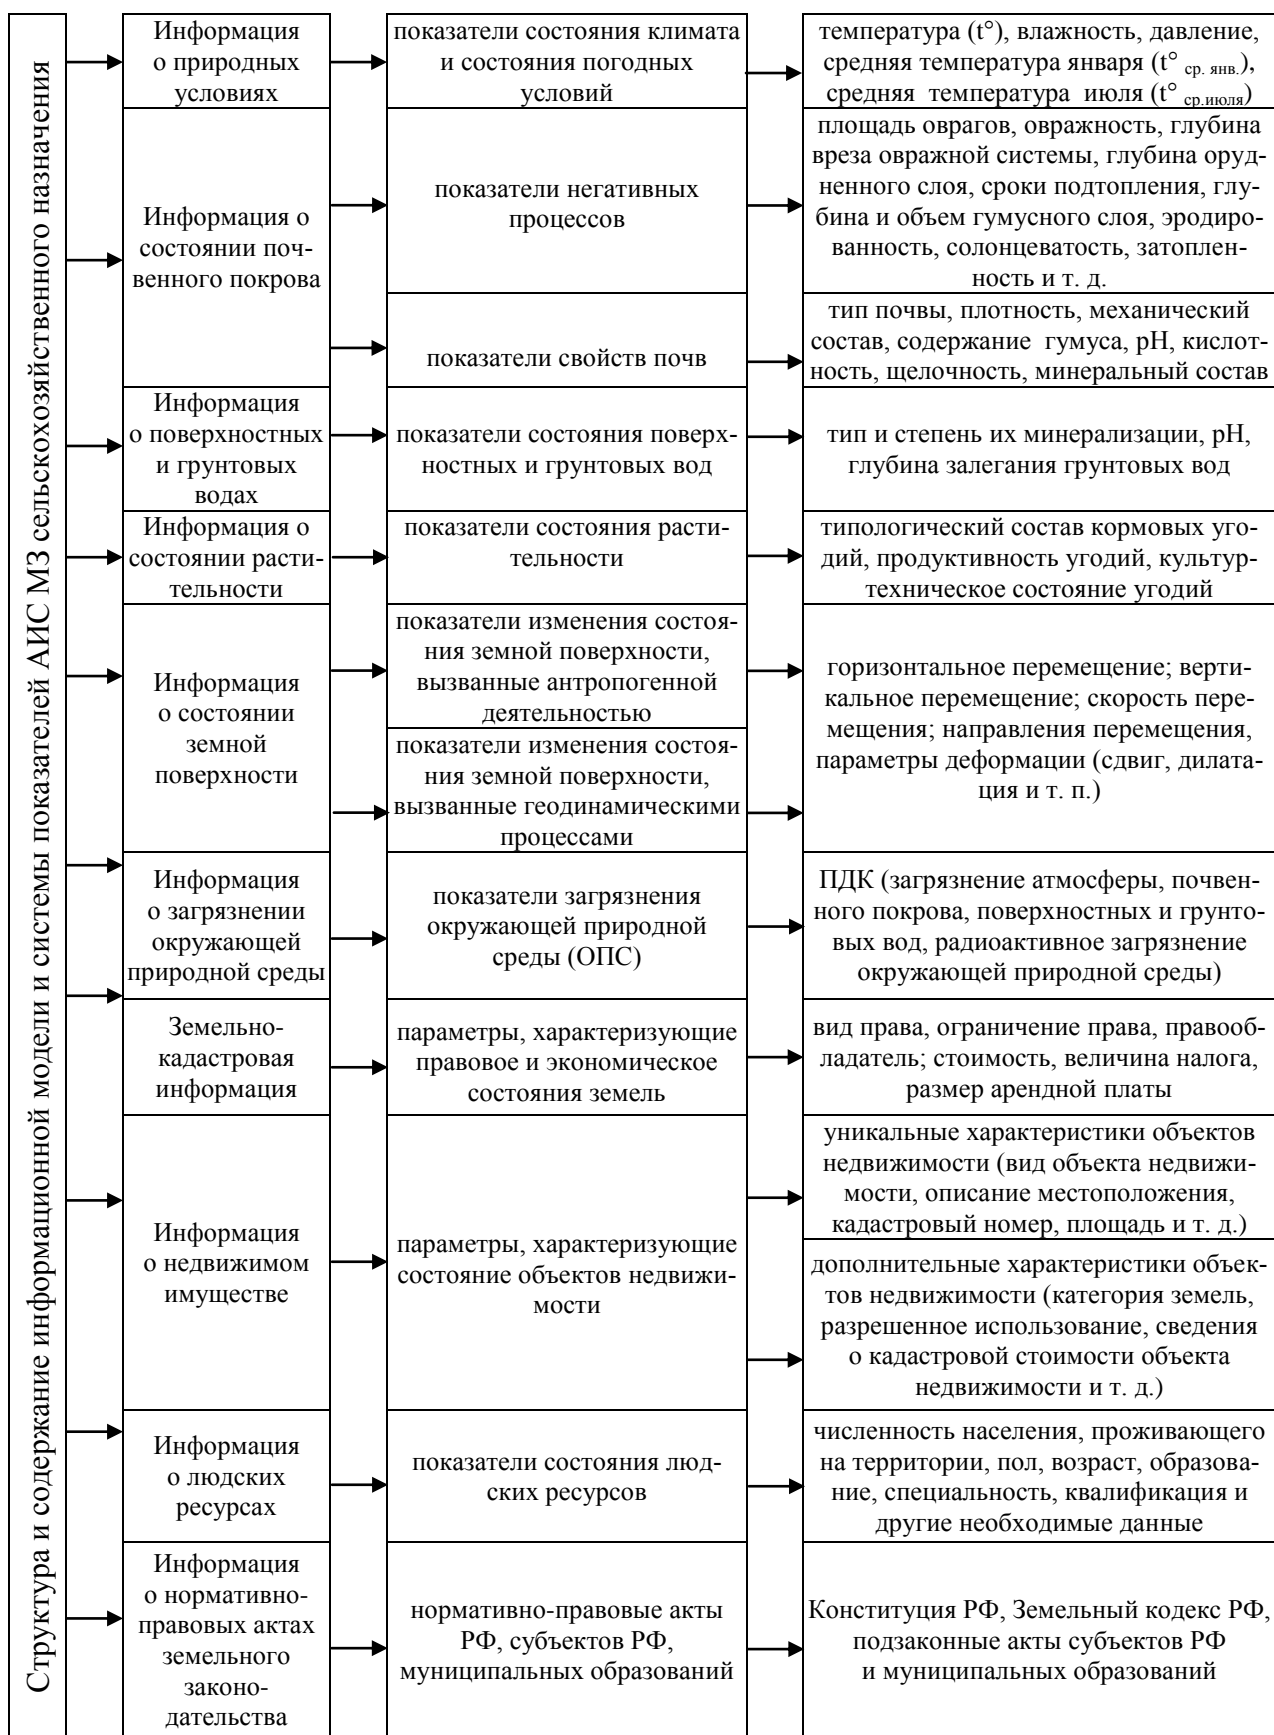 Структура и содержание информационной модели и системы показателей АИС МЗ сельскохозяйственного назначения
Информация
о природных
условиях
показатели состояния климата
и состояния погодных
условий
температура (t°), влажность, давление,
средняя температура января (t° ср. янв.),
средняя температура июля (t° ср.июля)
Информация о
состоянии поч-
венного покрова
показатели негативных
процессов
площадь оврагов, овражность, глубина
вреза овражной системы, глубина оруд-
ненного слоя, сроки подтопления, глу-
бина и объем гумусного слоя, эродиро-
ванность, солонцеватость, затоплен-
ность и т. д.
показатели свойств почв
тип почвы, плотность, механический
состав, содержание гумуса, pH, кислот-
ность, щелочность, минеральный состав
Информация
о поверхностных
и грунтовых
водах
показатели состояния поверх-
ностных и грунтовых вод
тип и степень их минерализации, pH,
глубина залегания грунтовых вод
Информация о
состоянии расти-
тельности
показатели состояния расти-
тельности
типологический состав кормовых уго-
дий, продуктивность угодий, культур-
техническое состояние угодий
Информация
о состоянии
земной
поверхности
показатели изменения состоя-
ния земной поверхности,
вызванные антропогенной
деятельностью
показатели изменения состоя-
ния земной поверхности,
вызванные геодинамическими
процессами
горизонтальное перемещение; верти-
кальное перемещение; скорость пере-
мещения; направления перемещения,
параметры деформации (сдвиг, дилата-
ция и т. п.)
Информация
о загрязнении
окружающей
природной среды
показатели загрязнения
окружающей природной
среды (ОПС)
ПДК (загрязнение атмосферы, почвен-
ного покрова, поверхностных и грунто-
вых вод, радиоактивное загрязнение
окружающей природной среды)
Земельно-
кадастровая
информация
параметры, характеризующие
правовое и экономическое
состояния земель
вид права, ограничение права, правооб-
ладатель; стоимость, величина налога,
размер арендной платы
Информация
о недвижимом
имуществе
параметры, характеризующие
состояние объектов недвижи-
мости
уникальные характеристики объектов
недвижимости (вид объекта недвижи-
мости, описание местоположения,
кадастровый номер, площадь и т. д.)
дополнительные характеристики объек-
тов недвижимости (категория земель,
разрешенное использование, сведения
о кадастровой стоимости объекта
недвижимости и т. д.)
Информация
о людских
ресурсах
показатели состояния люд-
ских ресурсов
численность населения, проживающего
на территории, пол, возраст, образова-
ние, специальность, квалификация и
другие необходимые данные
Информация
о нормативно-
правовых актах
земельного
законо-
дательства
нормативно-правовые акты
РФ, субъектов РФ,
муниципальных образований
Конституция РФ, Земельный кодекс РФ,
подзаконные акты субъектов РФ
и муниципальных образований